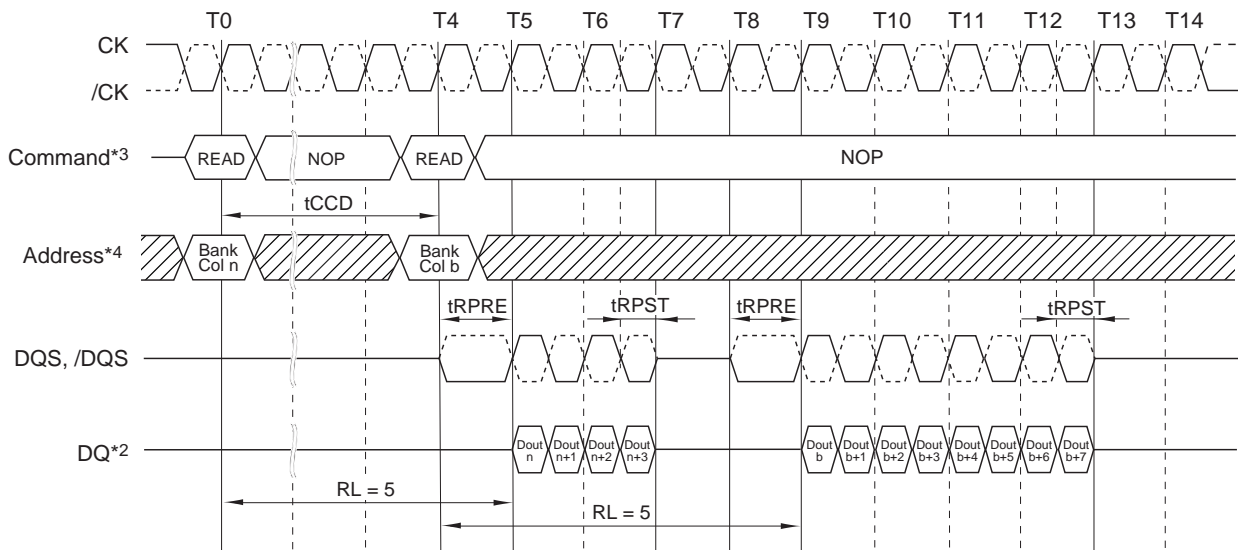 T0 T4 T5 T6 T7 T8 T9 T10 T11 T12 T13 T14
CK
/CK
Command*3 READ NOP READ NOP
tCCD
Address*4 Bank Col n Bank Col b
tRPRE tRPST tRPRE tRPST
DQS, /DQS
DQ*2 Dout n Dout n+1 Dout n+2 Dout n+3 Dout b Dout b+1 Dout b+2 Dout b+3 Dout b+4 Dout b+5 Dout b+6 Dout b+7
RL = 5
RL = 5